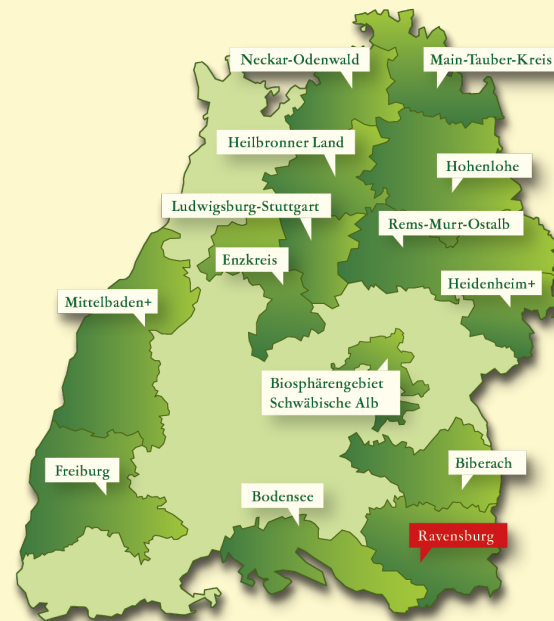 Neckar-Odenwald
Main-Tauber-Kreis
Heilbronner Land
Hohenlohe
Ludwigsburg-Stuttgart
Rems-Murr-Ostalb
Enzkreis
Heidenheim+
Mittelbaden+
Biosphärengebiet
Schwäbische Alb
Freiburg
Biberach
Bodensee
Ravensburg